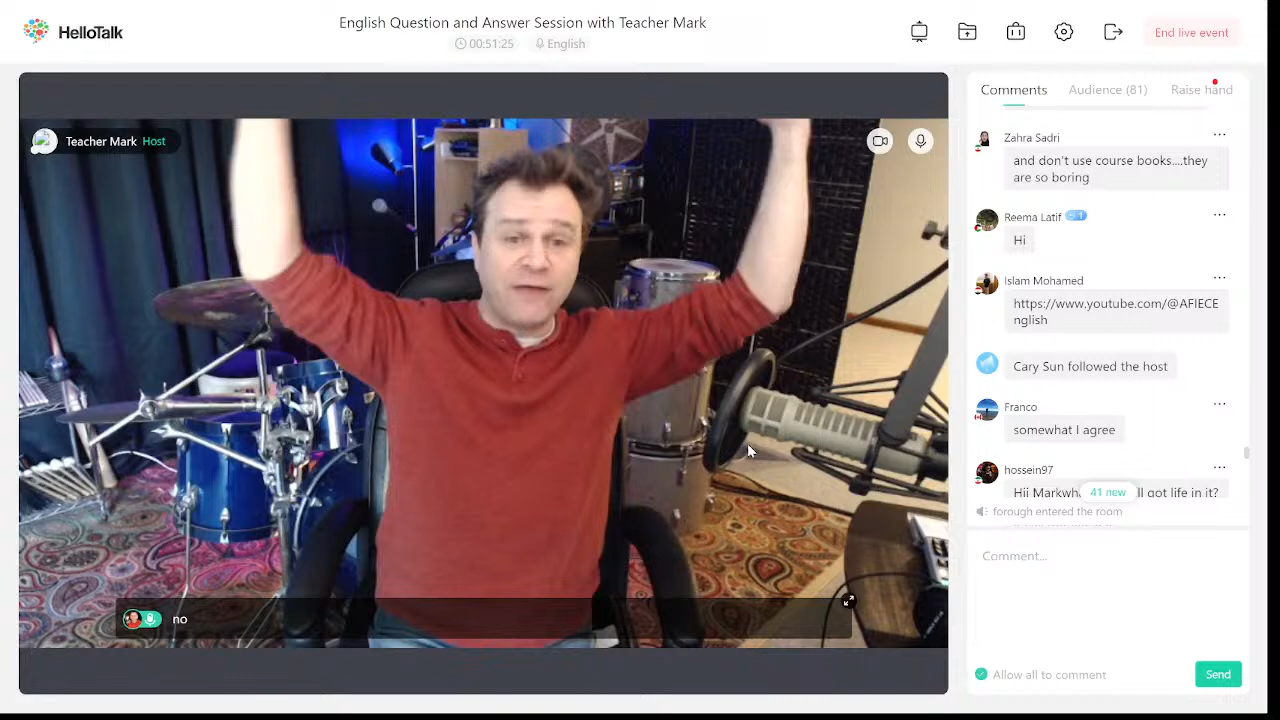 HelloTalk
English Question and Answer Session with Teacher Mark
00:51:25 English
End live event
Teacher Mark Host
no
Comments Audience (81) Raise hand
Zahra Sadri
and don't use course books....they
are so boring
Reema Latif 1
Hi
Islam Mohamed
https://www.youtube.com/@AFIECE
nglish
Cary Sun followed the host
Franco
somewhat I agree
hossein97
Hii Mark ll got life in it?
41 new
forough entered the room
Comment...
Allow all to comment
Send